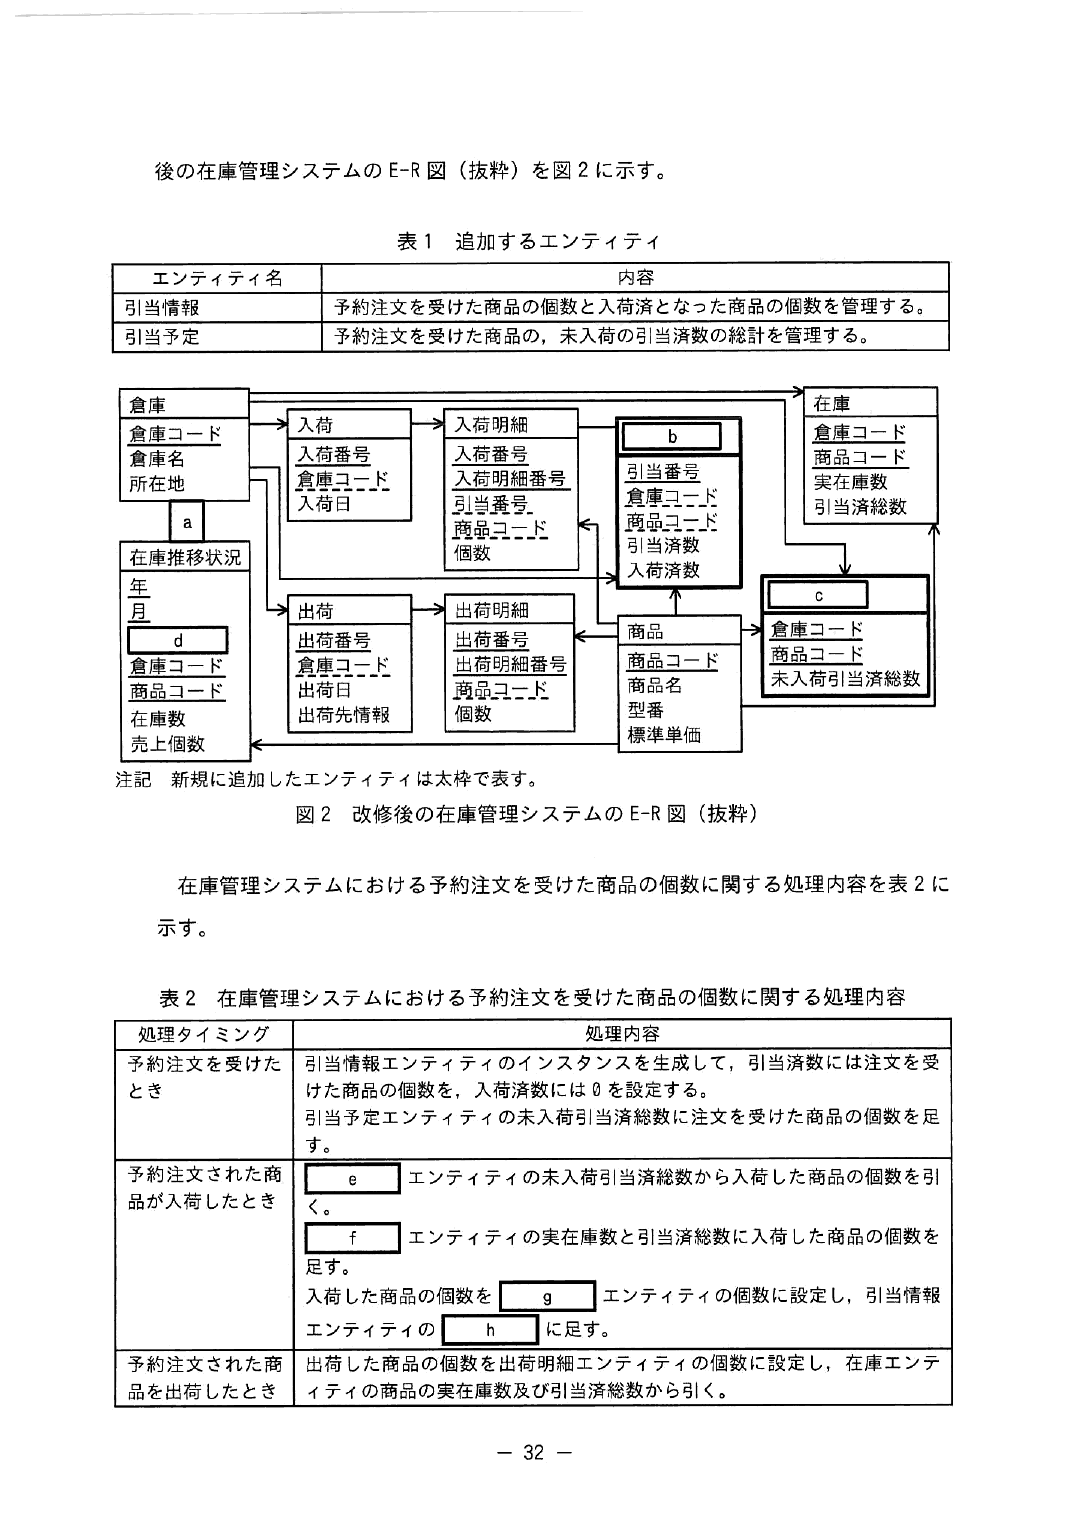 後の在庫管理システムの E-R 図（抜粋）を図 2 に示す。
表 1　追加するエンティティ
エンティティ名　内容
引当情報　予約注文を受けた商品の個数と入荷済となった商品の個数を管理する。
引当予定　予約注文を受けた商品の，未入荷の引当済数の総計を管理する。
倉庫
倉庫コード
倉庫名
所在地
a
在庫推移状況
年
月
d
倉庫コード
商品コード
在庫数
売上個数
入荷
入荷番号
倉庫コード
入荷日
出荷
出荷番号
倉庫コード
出荷日
出荷先情報
入荷明細
入荷番号
入荷明細番号
引当番号
商品コード
個数
出荷明細
出荷番号
出荷明細番号
商品コード
個数
b
引当番号
倉庫コード
商品コード
引当済数
入荷済数
商品
商品コード
商品名
型番
標準単価
在庫
倉庫コード
商品コード
実在庫数
引当済総数
c
倉庫コード
商品コード
未入荷引当済総数
注記　新規に追加したエンティティは太枠で表す。
図 2　改修後の在庫管理システムの E-R 図（抜粋）
在庫管理システムにおける予約注文を受けた商品の個数に関する処理内容を表 2 に
示す。
表 2　在庫管理システムにおける予約注文を受けた商品の個数に関する処理内容
処理タイミング　処理内容
予約注文を受けた
とき
引当情報エンティティのインスタンスを生成して，引当済数には注文を受
けた商品の個数を，入荷済数には 0 を設定する。
引当予定エンティティの未入荷引当済総数に注文を受けた商品の個数を足
す。
予約注文された商
品が入荷したとき
e エンティティの未入荷引当済総数から入荷した商品の個数を引
く。
f エンティティの実在庫数と引当済総数に入荷した商品の個数を
足す。
入荷した商品の個数を g エンティティの個数に設定し，引当情報
エンティティの h に足す。
予約注文された商
品を出荷したとき
出荷した商品の個数を出荷明細エンティティの個数に設定し，在庫エンテ
ィティの商品の実在庫数及び引当済総数から引く。
－ 32 －